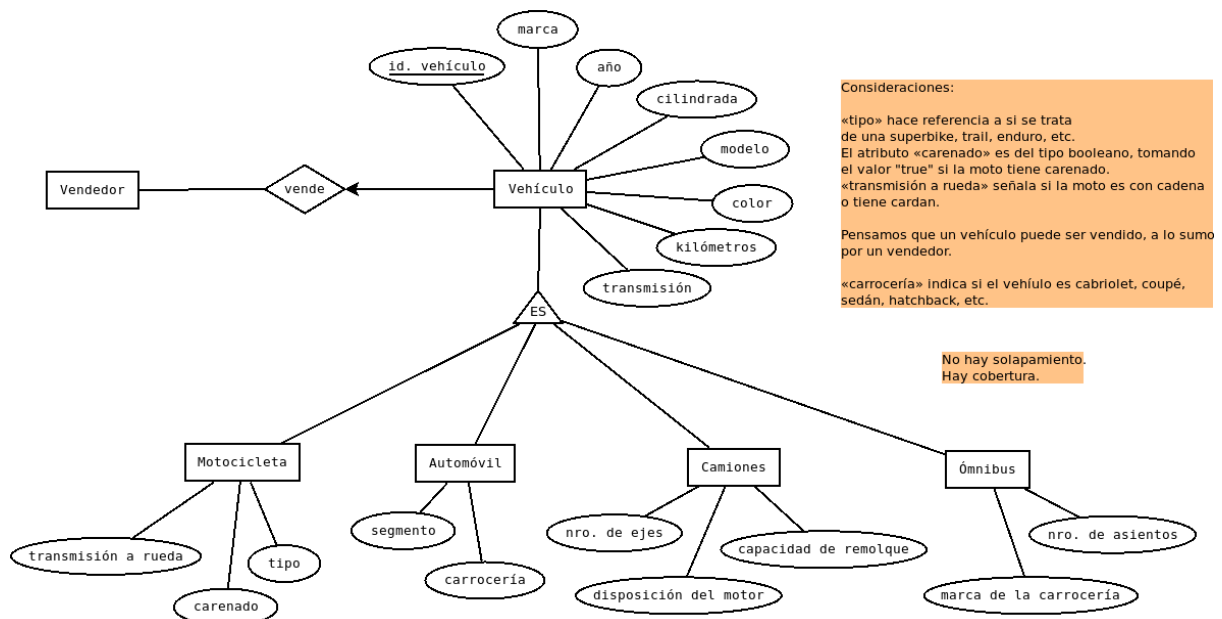 marca
id. vehículo
año
cilindrada
modelo
Vendedor
vende
Vehículo
color
kilómetros
transmisión
ES
Consideraciones:
«tipo» hace referencia a si se trata
de una superbike, trail, enduro, etc.
El atributo «carenado» es del tipo booleano, tomando
el valor "true" si la moto tiene carenado.
«transmisión a rueda» señala si la moto es con cadena
o tiene cardan.
Pensamos que un vehículo puede ser vendido, a lo sumo
por un vendedor.
«carrocería» indica si el vehíulo es cabriolet, coupé,
sedán, hatchback, etc.
No hay solapamiento.
Hay cobertura.
Motocicleta
Automóvil
Camiones
Ómnibus
transmisión a rueda
carenado
tipo
segmento
carrocería
nro. de ejes
disposición del motor
capacidad de remolque
nro. de asientos
marca de la carrocería